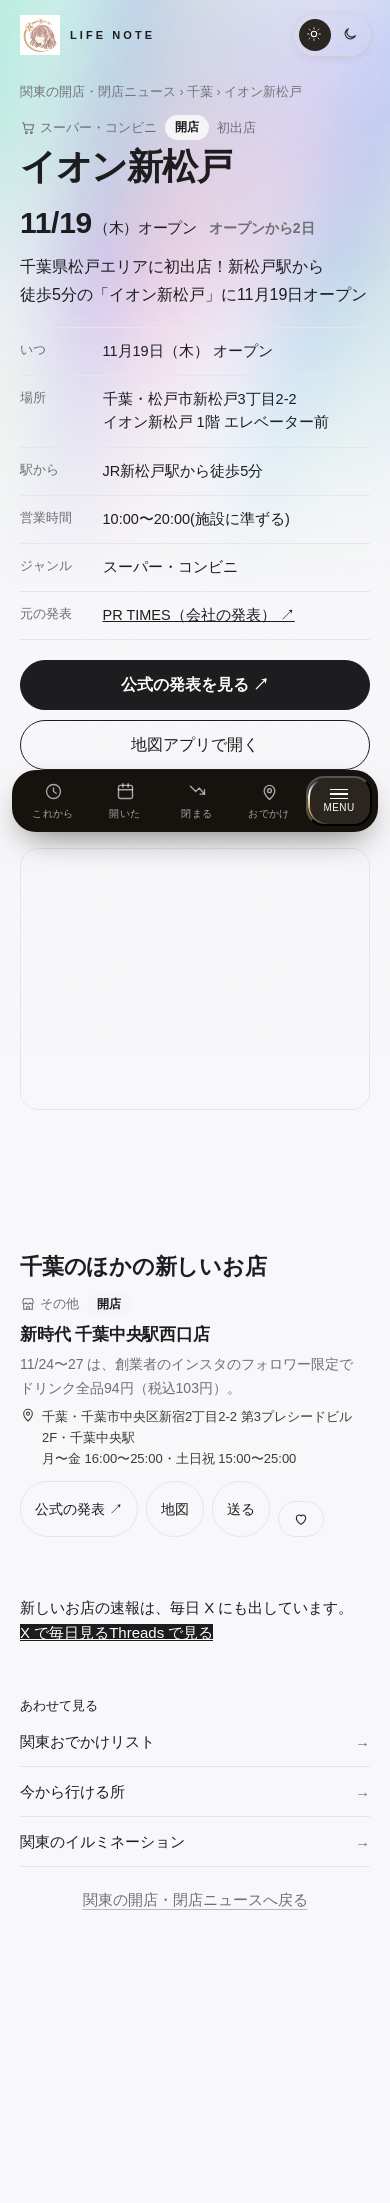 LIFE NOTE
関東の開店・閉店ニュース › 千葉 › イオン新松戸
スーパー・コンビニ 開店 初出店
イオン新松戸
11/19（木）オープン オープンから2日
千葉県松戸エリアに初出店！新松戸駅から
徒歩5分の「イオン新松戸」に11月19日オープン
いつ 11月19日（木） オープン
場所 千葉・松戸市新松戸3丁目2-2
イオン新松戸 1階 エレベーター前
駅から JR新松戸駅から徒歩5分
営業時間 10:00〜20:00(施設に準ずる)
ジャンル スーパー・コンビニ
元の発表 PR TIMES（会社の発表） ↗
公式の発表を見る ↗
地図アプリで開く
これから 開いた 閉まる おでかけ MENU
千葉のほかの新しいお店
その他 開店
新時代 千葉中央駅西口店
11/24〜27 は、創業者のインスタのフォロワー限定で
ドリンク全品94円（税込103円）。
千葉・千葉市中央区新宿2丁目2-2 第3プレシードビル
2F・千葉中央駅
月〜金 16:00〜25:00・土日祝 15:00〜25:00
公式の発表 ↗ 地図 送る
新しいお店の速報は、毎日 X にも出しています。
X で毎日見るThreads で見る
あわせて見る
関東おでかけリスト →
今から行ける所 →
関東のイルミネーション →
関東の開店・閉店ニュースへ戻る